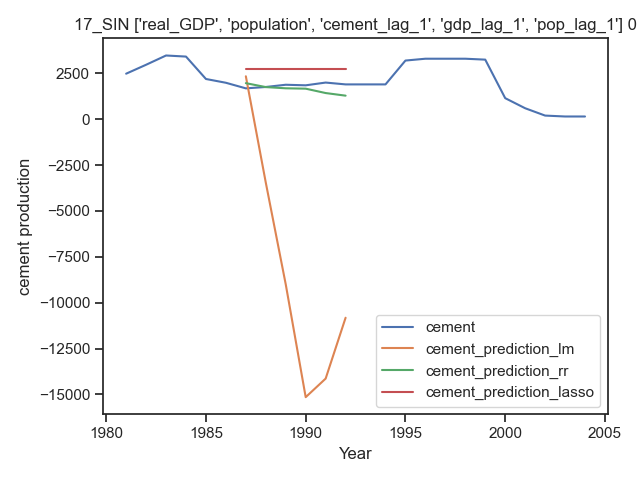 17_SIN ['real_GDP', 'population', 'cement_lag_1', 'gdp_lag_1', 'pop_lag_1'] 0
2500
0
−2500
−5000
−7500
−10000
−12500
−15000
cement production
1980
1985
1990
1995
2000
2005
Year
cement
cement_prediction_lm
cement_prediction_rr
cement_prediction_lasso